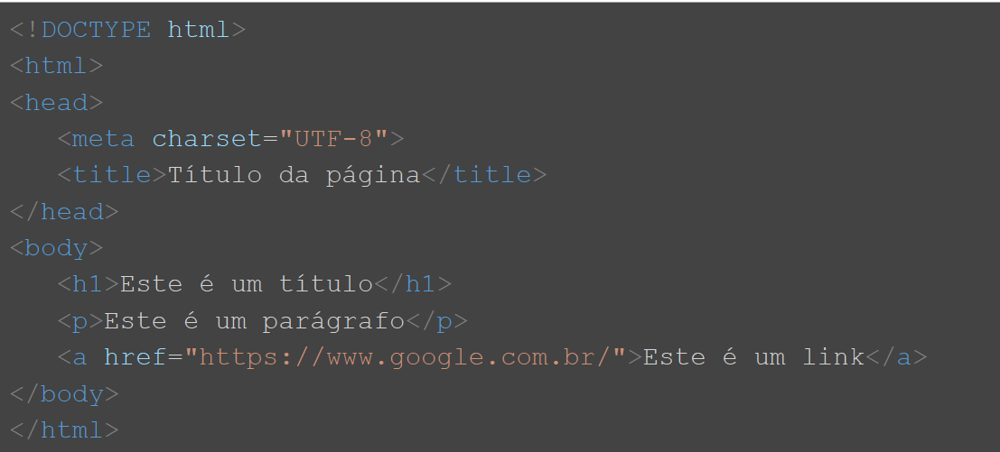 <!DOCTYPE html>
<html>
<head>
   <meta charset="UTF-8">
   <title>Título da página</title>
</head>
<body>
   <h1>Este é um título</h1>
   <p>Este é um parágrafo</p>
   <a href="https://www.google.com.br/">Este é um link</a>
</body>
</html>